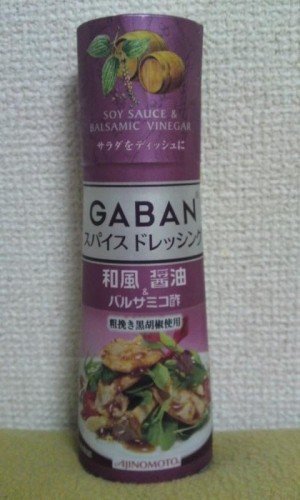 SOY SAUCE &
BALSAMIC VINEGAR
サラダをディッシュに
GABAN
スパイス ドレッシング
和風 醤油
&
バルサミコ酢
粗挽き黒胡椒使用
AJINOMOTO